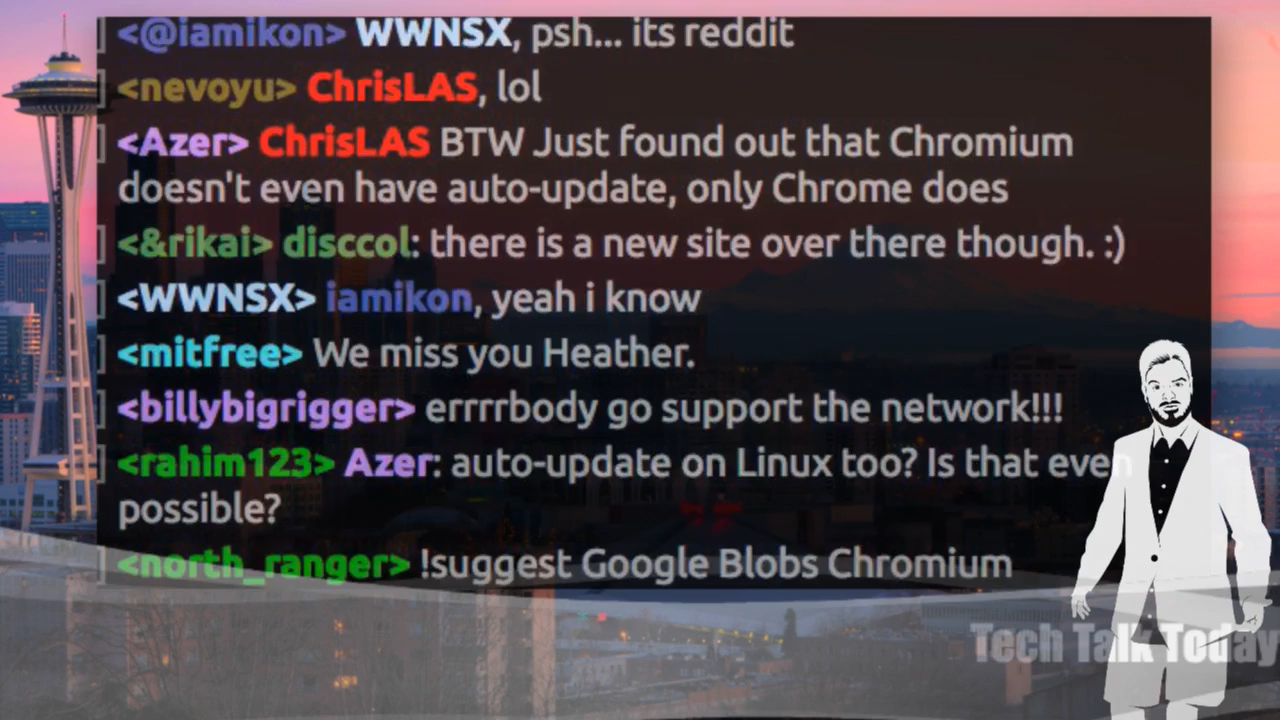 <@iamikon> WWNSX, psh... its reddit
<nevoyu> ChrisLAS, lol
<Azer> ChrisLAS BTW Just found out that Chromium
doesn't even have auto-update, only Chrome does
<&rikai> disccol: there is a new site over there though. :)
<WWNSX> iamikon, yeah i know
<mitfree> We miss you Heather.
<billybigrigger> errrrbody go support the network!!!
<rahim123> Azer: auto-update on Linux too? Is that even
possible?
<north_ranger> !suggest Google Blobs Chromium
Tech Talk Today